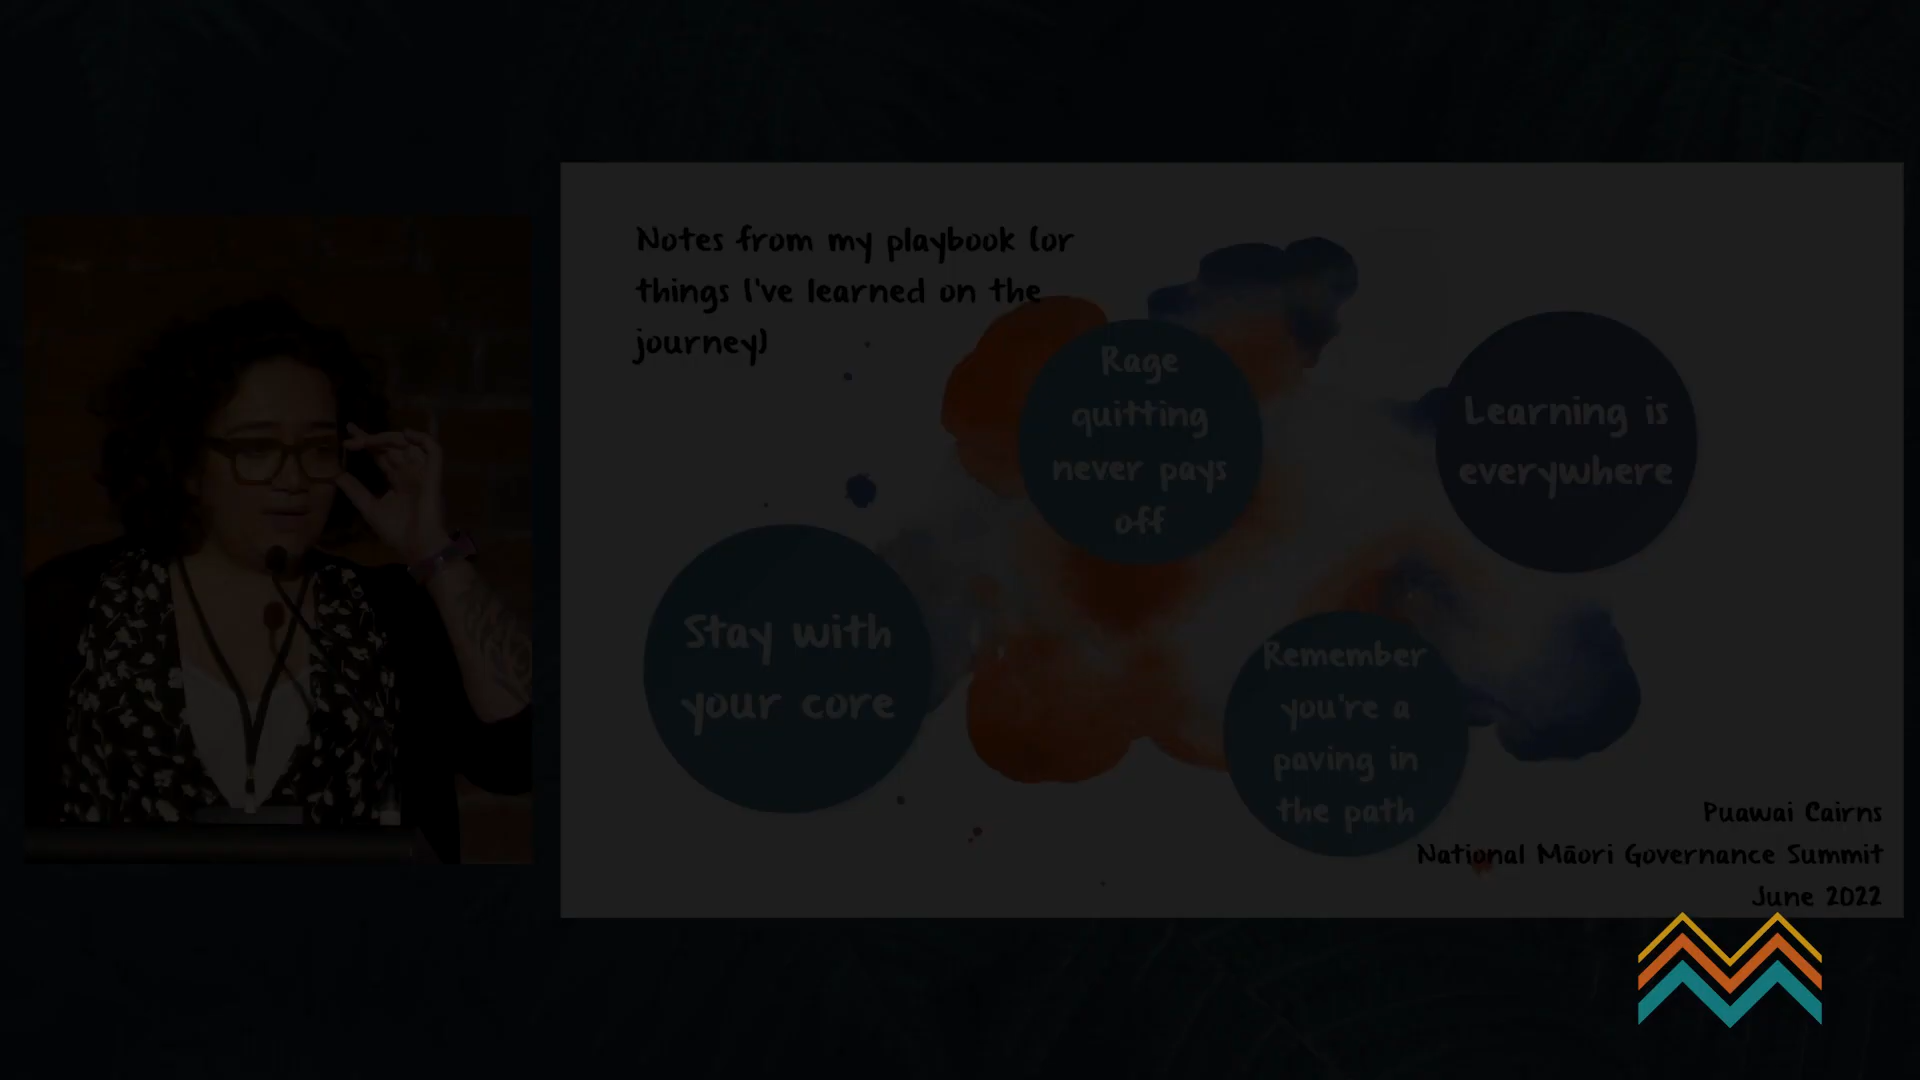 Notes from my playbook (or
things I've learned on the
journey)
Rage
quitting
never pays
off
Learning is
everywhere
Stay with
your core
Remember
you're a
paving in
the path
Puawai Cairns
National Māori Governance Summit
June 2022